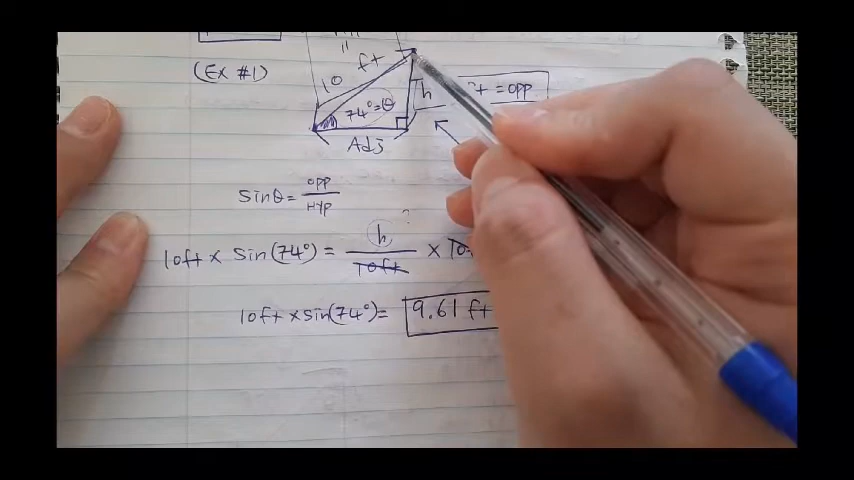 (EX #1)
10 ft
h
= opp
74° = θ
Adj
Sinθ = opp
Hyp
?
10ft x Sin(74°) = h
10ft x 10
10ft x sin(74°) = 9.61 ft